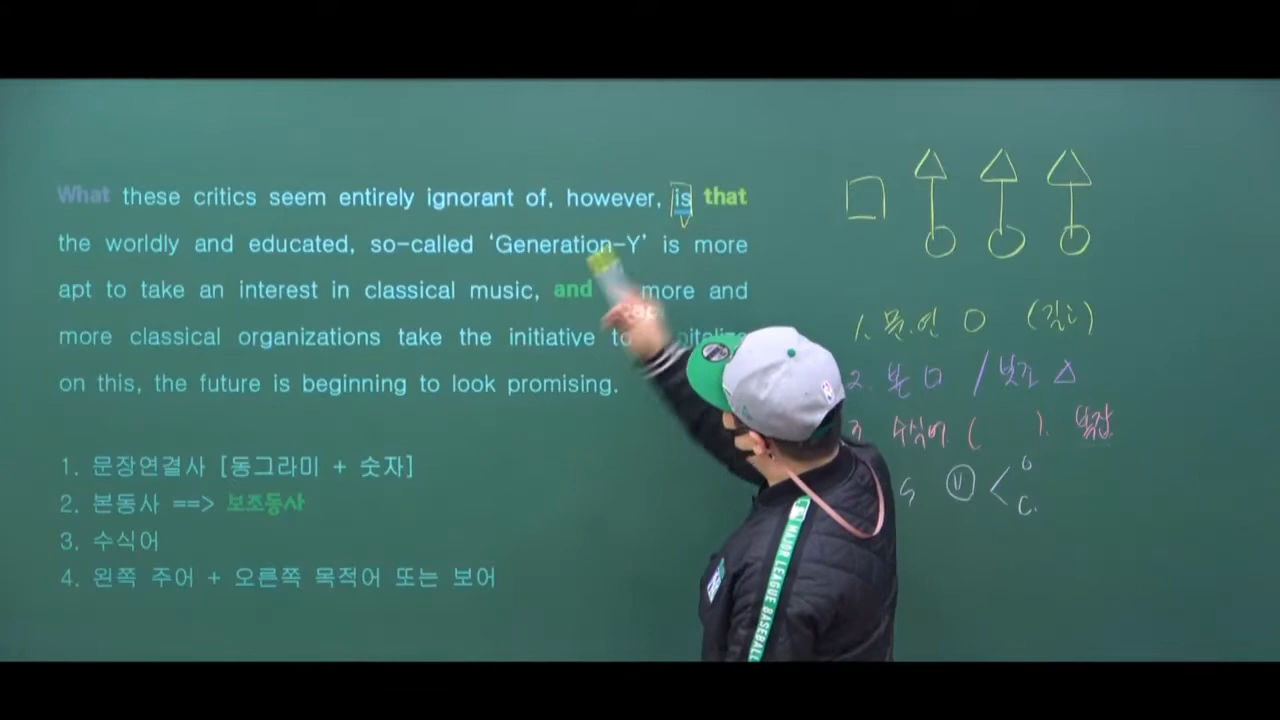 What these critics seem entirely ignorant of, however, is that
the worldly and educated, so-called ‘Generation-Y’ is more
apt to take an interest in classical music, and more and
more classical organizations take the initiative to
on this, the future is beginning to look promising.
1. 문장연결사 [동그라미 + 숫자]
2. 본동사 ==> 보조동사
3. 수식어
4. 왼쪽 주어 + 오른쪽 목적어 또는 보어
1. 문.연 O (길고)
2. 본 □ / 보조 △
3 수식어 ( ). 복잡
S V < O
C.
MAJOR LEAGUE BASEBALL